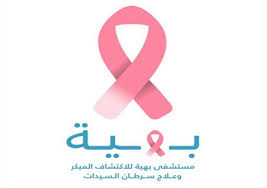 بهية
مستشفى بهية للاكتشاف المبكر
وعلاج سرطان السيدات